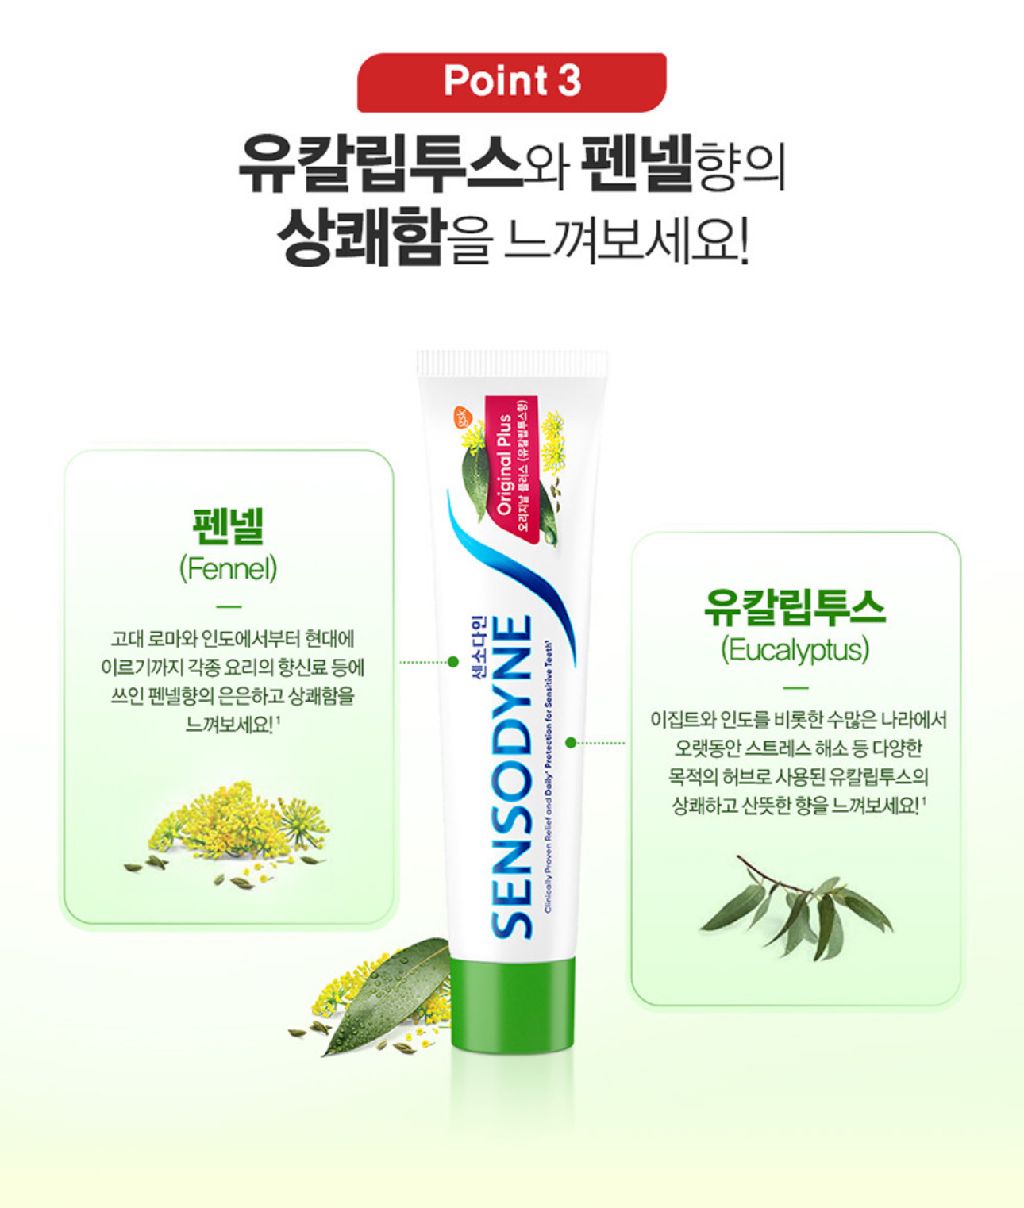 Point 3
유칼립투스와 펜넬향의
상쾌함을 느껴보세요!
gsk
Original Plus
오리지널 플러스 (유칼립투스향)
센소다인
SENSODYNE
Clinically Proven Relief and Daily† Protection for Sensitive Teeth†
펜넬
(Fennel)
고대 로마와 인도에서부터 현대에
이르기까지 각종 요리의 향신료 등에
쓰인 펜넬향의 은은하고 상쾌함을
느껴보세요!¹
유칼립투스
(Eucalyptus)
이집트와 인도를 비롯한 수많은 나라에서
오랫동안 스트레스 해소 등 다양한
목적의 허브로 사용된 유칼립투스의
상쾌하고 산뜻한 향을 느껴보세요!¹